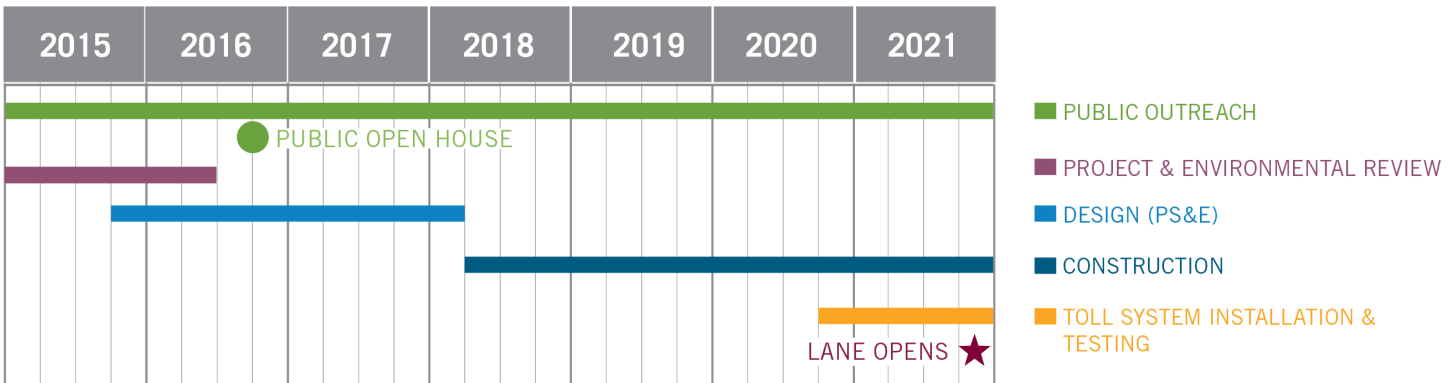 2015 2016 2017 2018 2019 2020 2021
PUBLIC OUTREACH
PUBLIC OPEN HOUSE
PROJECT & ENVIRONMENTAL REVIEW
DESIGN (PS&E)
CONSTRUCTION
TOLL SYSTEM INSTALLATION &
TESTING
LANE OPENS